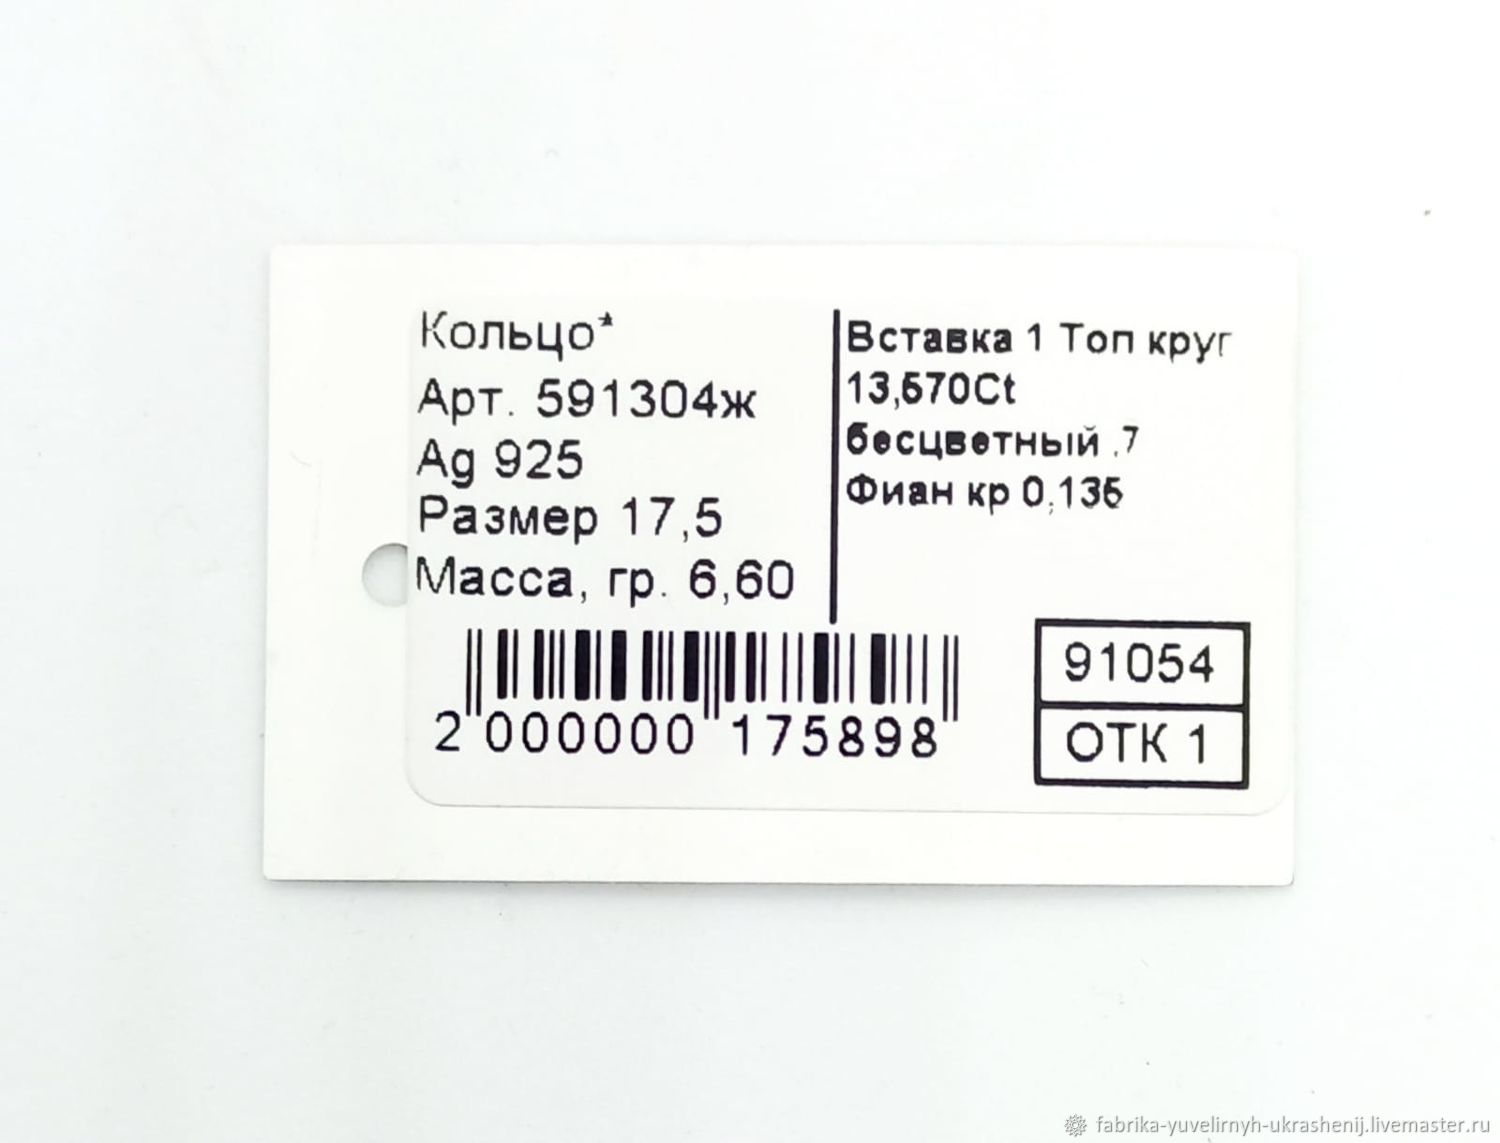 Кольцо*
Арт. 591304ж
Ag 925
Размер 17,5
Масса, гр. 6,60
Вставка 1 Топ круг
13,570Ct
бесцветный ,7
Фиан кр 0,135
2 000000 175898
91054
ОТК 1
fabrika-yuvelirnyh-ukrashenij.livemaster.ru